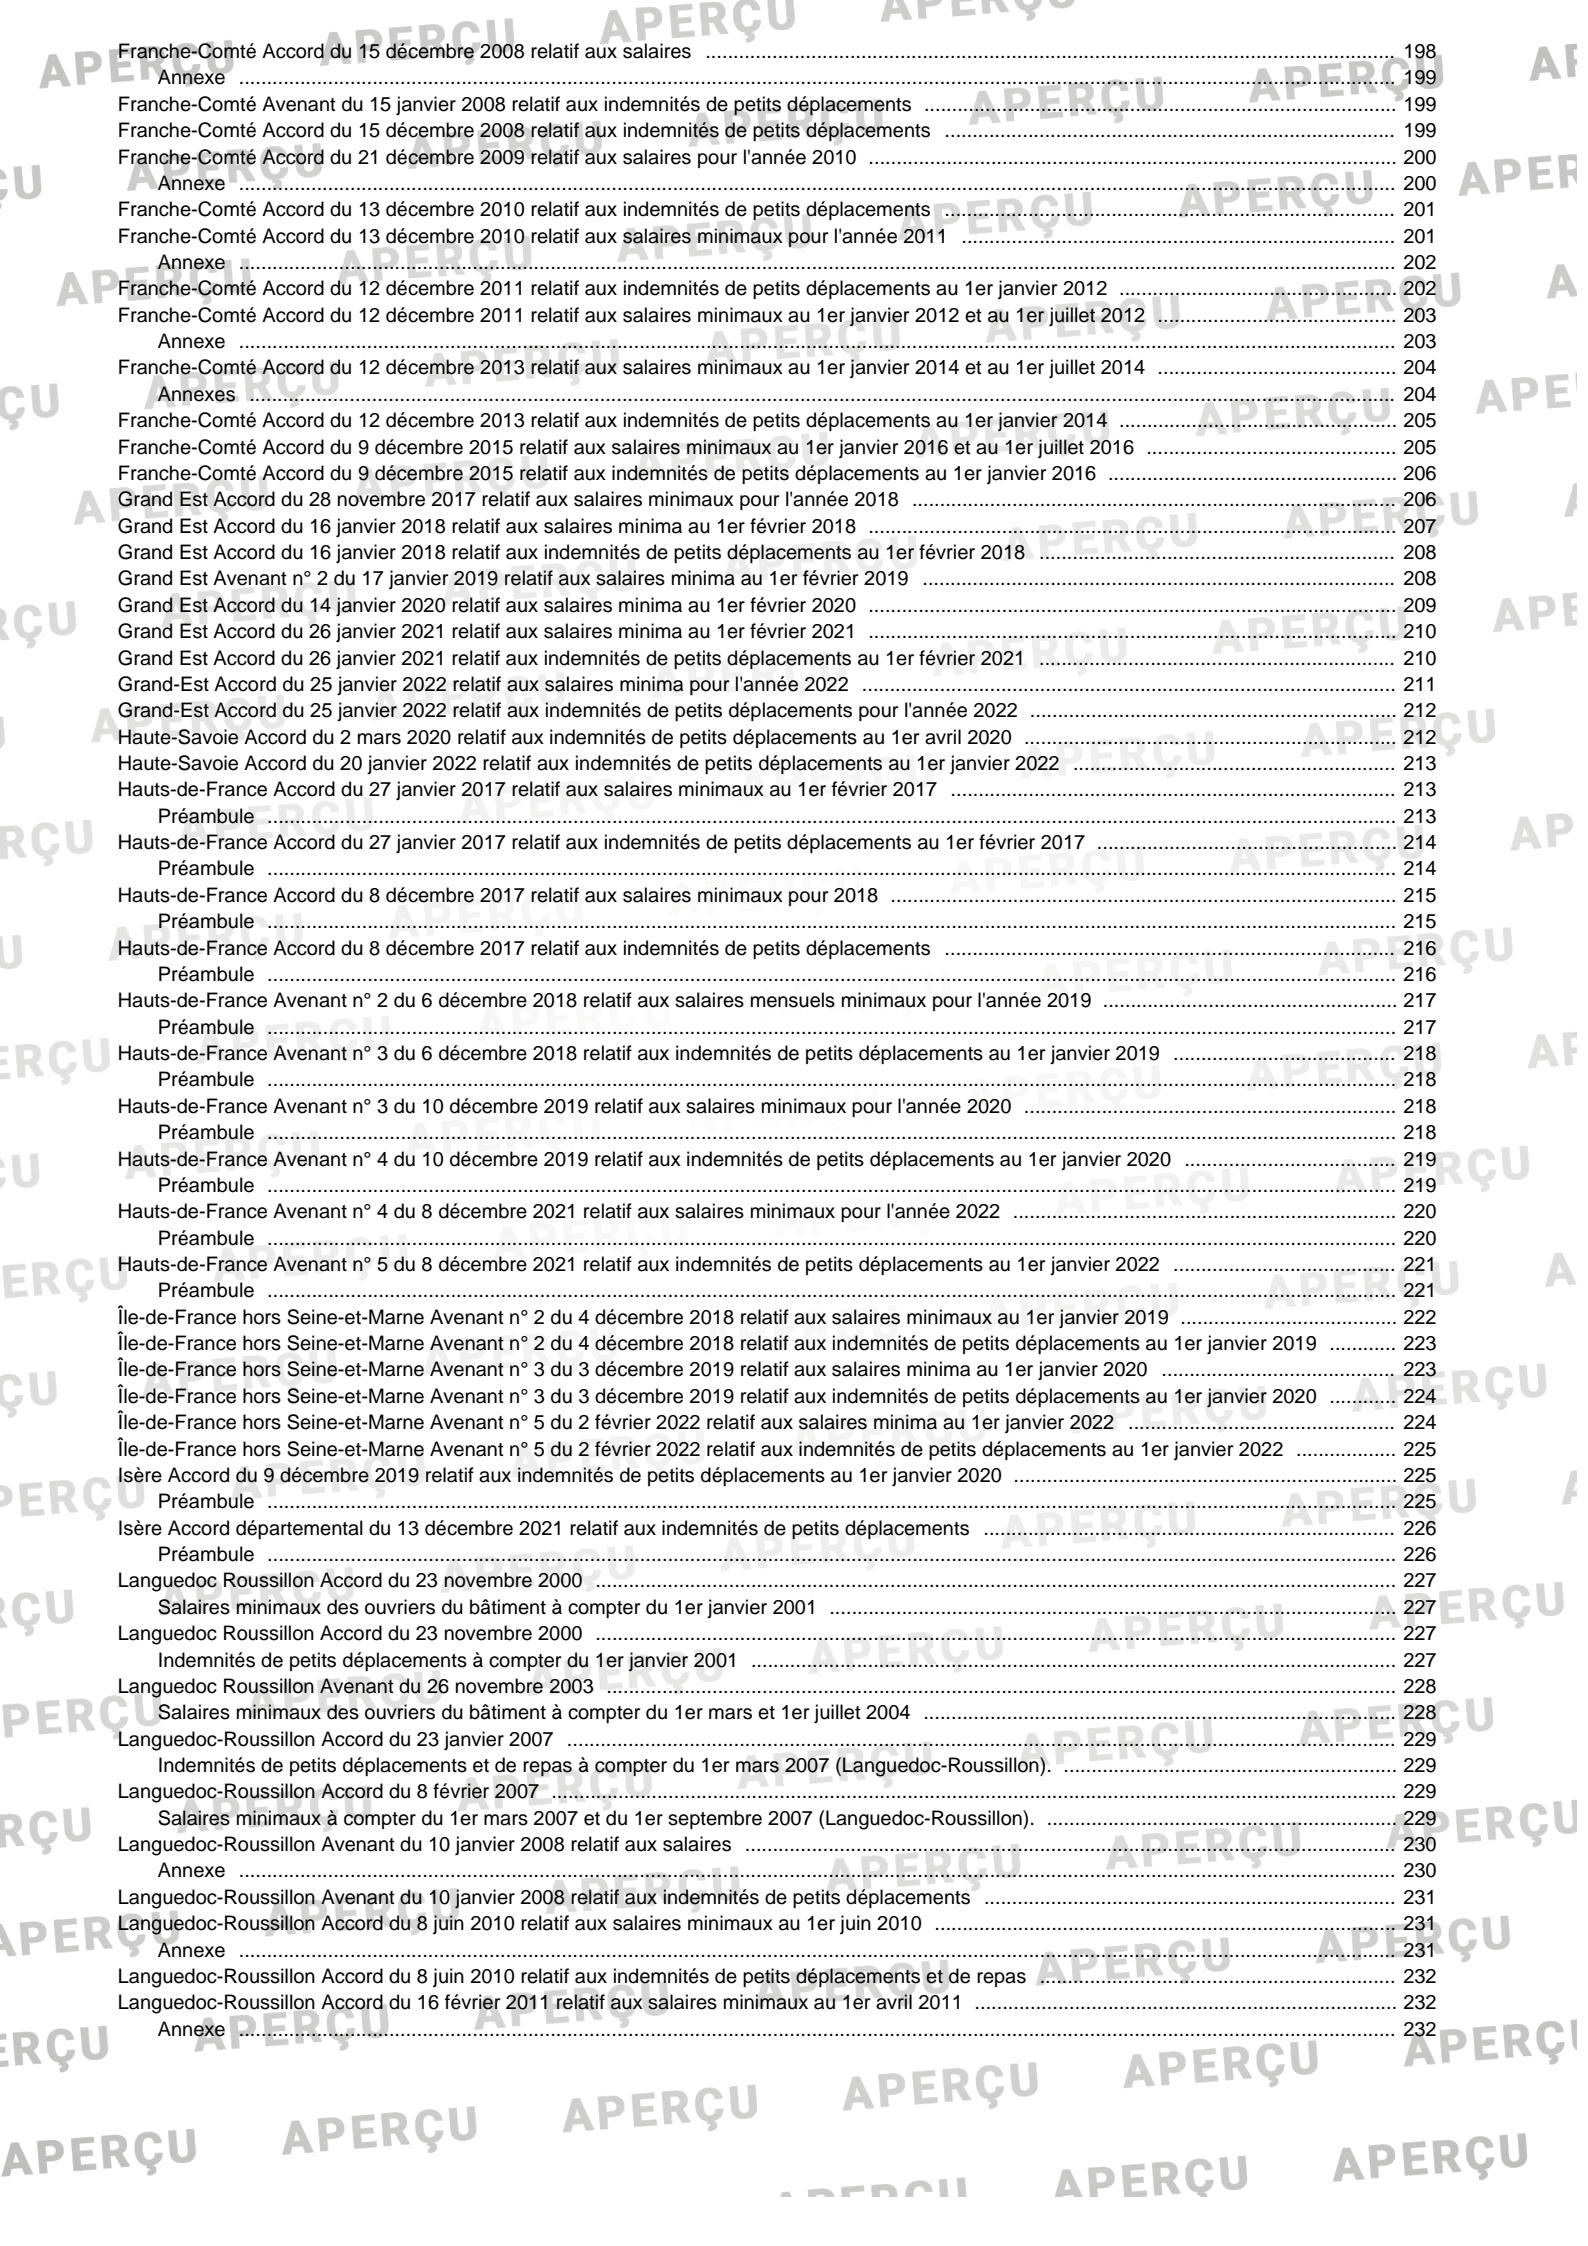 Franche-Comté Accord du 15 décembre 2008 relatif aux salaires ... 198
Annexe ... 199
Franche-Comté Avenant du 15 janvier 2008 relatif aux indemnités de petits déplacements ... 199
Franche-Comté Accord du 15 décembre 2008 relatif aux indemnités de petits déplacements ... 199
Franche-Comté Accord du 21 décembre 2009 relatif aux salaires pour l'année 2010 ... 200
Annexe ... 200
Franche-Comté Accord du 13 décembre 2010 relatif aux indemnités de petits déplacements ... 201
Franche-Comté Accord du 13 décembre 2010 relatif aux salaires minimaux pour l'année 2011 ... 201
Annexe ... 202
Franche-Comté Accord du 12 décembre 2011 relatif aux indemnités de petits déplacements au 1er janvier 2012 ... 202
Franche-Comté Accord du 12 décembre 2011 relatif aux salaires minimaux au 1er janvier 2012 et au 1er juillet 2012 ... 203
Annexe ... 203
Franche-Comté Accord du 12 décembre 2013 relatif aux salaires minimaux au 1er janvier 2014 et au 1er juillet 2014 ... 204
Annexes ... 204
Franche-Comté Accord du 12 décembre 2013 relatif aux indemnités de petits déplacements au 1er janvier 2014 ... 205
Franche-Comté Accord du 9 décembre 2015 relatif aux salaires minimaux au 1er janvier 2016 et au 1er juillet 2016 ... 205
Franche-Comté Accord du 9 décembre 2015 relatif aux indemnités de petits déplacements au 1er janvier 2016 ... 206
Grand Est Accord du 28 novembre 2017 relatif aux salaires minimaux pour l'année 2018 ... 206
Grand Est Accord du 16 janvier 2018 relatif aux salaires minima au 1er février 2018 ... 207
Grand Est Accord du 16 janvier 2018 relatif aux indemnités de petits déplacements au 1er février 2018 ... 208
Grand Est Avenant n° 2 du 17 janvier 2019 relatif aux salaires minima au 1er février 2019 ... 208
Grand Est Accord du 14 janvier 2020 relatif aux salaires minima au 1er février 2020 ... 209
Grand Est Accord du 26 janvier 2021 relatif aux salaires minima au 1er février 2021 ... 210
Grand Est Accord du 26 janvier 2021 relatif aux indemnités de petits déplacements au 1er février 2021 ... 210
Grand-Est Accord du 25 janvier 2022 relatif aux salaires minima pour l'année 2022 ... 211
Grand-Est Accord du 25 janvier 2022 relatif aux indemnités de petits déplacements pour l'année 2022 ... 212
Haute-Savoie Accord du 2 mars 2020 relatif aux indemnités de petits déplacements au 1er avril 2020 ... 212
Haute-Savoie Accord du 20 janvier 2022 relatif aux indemnités de petits déplacements au 1er janvier 2022 ... 213
Hauts-de-France Accord du 27 janvier 2017 relatif aux salaires minimaux au 1er février 2017 ... 213
Préambule ... 213
Hauts-de-France Accord du 27 janvier 2017 relatif aux indemnités de petits déplacements au 1er février 2017 ... 214
Préambule ... 214
Hauts-de-France Accord du 8 décembre 2017 relatif aux salaires minimaux pour 2018 ... 215
Préambule ... 215
Hauts-de-France Accord du 8 décembre 2017 relatif aux indemnités de petits déplacements ... 216
Préambule ... 216
Hauts-de-France Avenant n° 2 du 6 décembre 2018 relatif aux salaires mensuels minimaux pour l'année 2019 ... 217
Préambule ... 217
Hauts-de-France Avenant n° 3 du 6 décembre 2018 relatif aux indemnités de petits déplacements au 1er janvier 2019 ... 218
Préambule ... 218
Hauts-de-France Avenant n° 3 du 10 décembre 2019 relatif aux salaires minimaux pour l'année 2020 ... 218
Préambule ... 218
Hauts-de-France Avenant n° 4 du 10 décembre 2019 relatif aux indemnités de petits déplacements au 1er janvier 2020 ... 219
Préambule ... 219
Hauts-de-France Avenant n° 4 du 8 décembre 2021 relatif aux salaires minimaux pour l'année 2022 ... 220
Préambule ... 220
Hauts-de-France Avenant n° 5 du 8 décembre 2021 relatif aux indemnités de petits déplacements au 1er janvier 2022 ... 221
Préambule ... 221
Île-de-France hors Seine-et-Marne Avenant n° 2 du 4 décembre 2018 relatif aux salaires minimaux au 1er janvier 2019 ... 222
Île-de-France hors Seine-et-Marne Avenant n° 2 du 4 décembre 2018 relatif aux indemnités de petits déplacements au 1er janvier 2019 ... 223
Île-de-France hors Seine-et-Marne Avenant n° 3 du 3 décembre 2019 relatif aux salaires minima au 1er janvier 2020 ... 223
Île-de-France hors Seine-et-Marne Avenant n° 3 du 3 décembre 2019 relatif aux indemnités de petits déplacements au 1er janvier 2020 ... 224
Île-de-France hors Seine-et-Marne Avenant n° 5 du 2 février 2022 relatif aux salaires minima au 1er janvier 2022 ... 224
Île-de-France hors Seine-et-Marne Avenant n° 5 du 2 février 2022 relatif aux indemnités de petits déplacements au 1er janvier 2022 ... 225
Isère Accord du 9 décembre 2019 relatif aux indemnités de petits déplacements au 1er janvier 2020 ... 225
Préambule ... 225
Isère Accord départemental du 13 décembre 2021 relatif aux indemnités de petits déplacements ... 226
Préambule ... 226
Languedoc Roussillon Accord du 23 novembre 2000 ... 227
Salaires minimaux des ouvriers du bâtiment à compter du 1er janvier 2001 ... 227
Languedoc Roussillon Accord du 23 novembre 2000 ... 227
Indemnités de petits déplacements à compter du 1er janvier 2001 ... 227
Languedoc Roussillon Avenant du 26 novembre 2003 ... 228
Salaires minimaux des ouvriers du bâtiment à compter du 1er mars et 1er juillet 2004 ... 228
Languedoc-Roussillon Accord du 23 janvier 2007 ... 229
Indemnités de petits déplacements et de repas à compter du 1er mars 2007 (Languedoc-Roussillon). ... 229
Languedoc-Roussillon Accord du 8 février 2007 ... 229
Salaires minimaux à compter du 1er mars 2007 et du 1er septembre 2007 (Languedoc-Roussillon). ... 229
Languedoc-Roussillon Avenant du 10 janvier 2008 relatif aux salaires ... 230
Annexe ... 230
Languedoc-Roussillon Avenant du 10 janvier 2008 relatif aux indemnités de petits déplacements ... 231
Languedoc-Roussillon Accord du 8 juin 2010 relatif aux salaires minimaux au 1er juin 2010 ... 231
Annexe ... 231
Languedoc-Roussillon Accord du 8 juin 2010 relatif aux indemnités de petits déplacements et de repas ... 232
Languedoc-Roussillon Accord du 16 février 2011 relatif aux salaires minimaux au 1er avril 2011 ... 232
Annexe ... 232
APERÇU